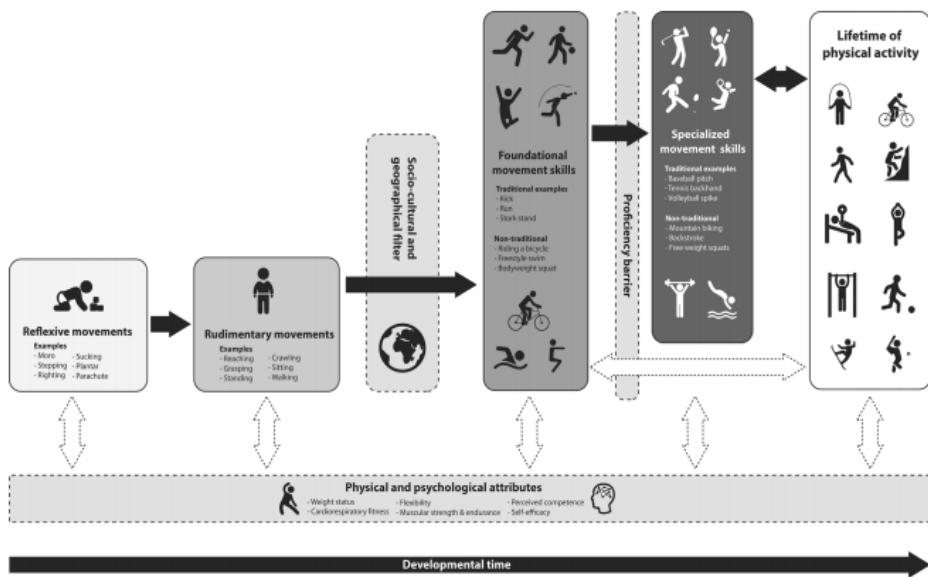 Reflexive movements
Examples
- Moro
- Stepping
- Righting
- Sucking
- Plantar
- Parachute
Rudimentary movements
Examples
- Reaching
- Grasping
- Standing
- Crawling
- Sitting
- Walking
Socio-cultural and
geographical filter
Foundational
movement skills
Traditional examples
- Kick
- Run
- Stork stand
Non-traditional
- Riding a bicycle
- Freestyle swim
- Bodyweight squat
Proficiency barrier
Specialized
movement skills
Traditional examples
- Baseball pitch
- Tennis backhand
- Volleyball spike
Non-traditional
- Mountain biking
- Backstroke
- Free weight squats
Lifetime of
physical activity
Physical and psychological attributes
- Weight status
- Cardiorespiratory fitness
- Flexibility
- Muscular strength & endurance
- Perceived competence
- Self-efficacy
Developmental time